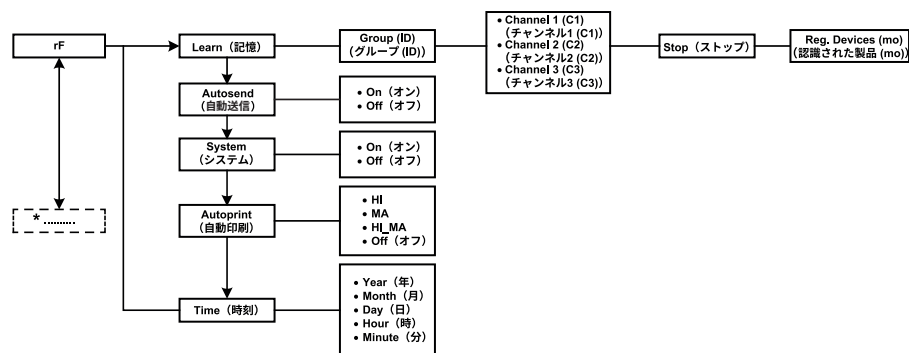 rF
Learn（記憶）
Group (ID)
(グループ (ID))
• Channel 1 (C1)
(チャンネル1 (C1))
• Channel 2 (C2)
(チャンネル2 (C2))
• Channel 3 (C3)
(チャンネル3 (C3))
Stop（ストップ）
Reg. Devices (mo)
(認識された製品 (mo))
Autosend
（自動送信）
• On（オン）
• Off（オフ）
System
（システム）
• On（オン）
• Off（オフ）
* ..........
Autoprint
（自動印刷）
• HI
• MA
• HI_MA
• Off（オフ）
Time（時刻）
• Year（年）
• Month（月）
• Day（日）
• Hour（時）
• Minute（分）